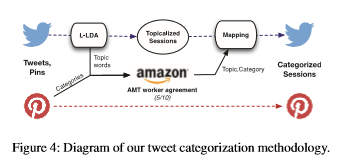 L-LDA
Topicalized
Sessions
Mapping
Tweets,
Pins
Topic
words
Categories
amazon
AMT worker agreement
(5/10)
Topic,Category
Categorized
Sessions
Figure 4: Diagram of our tweet categorization methodology.